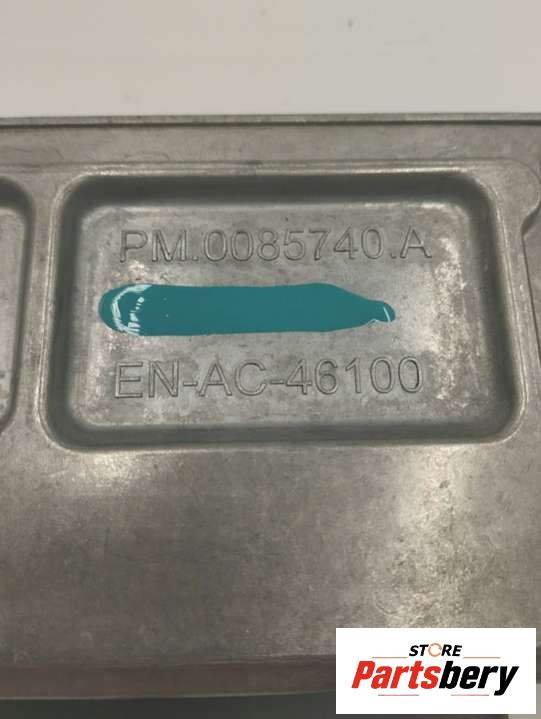 PM.0085740.A
EN-AC-46100
STORE
Partsbery